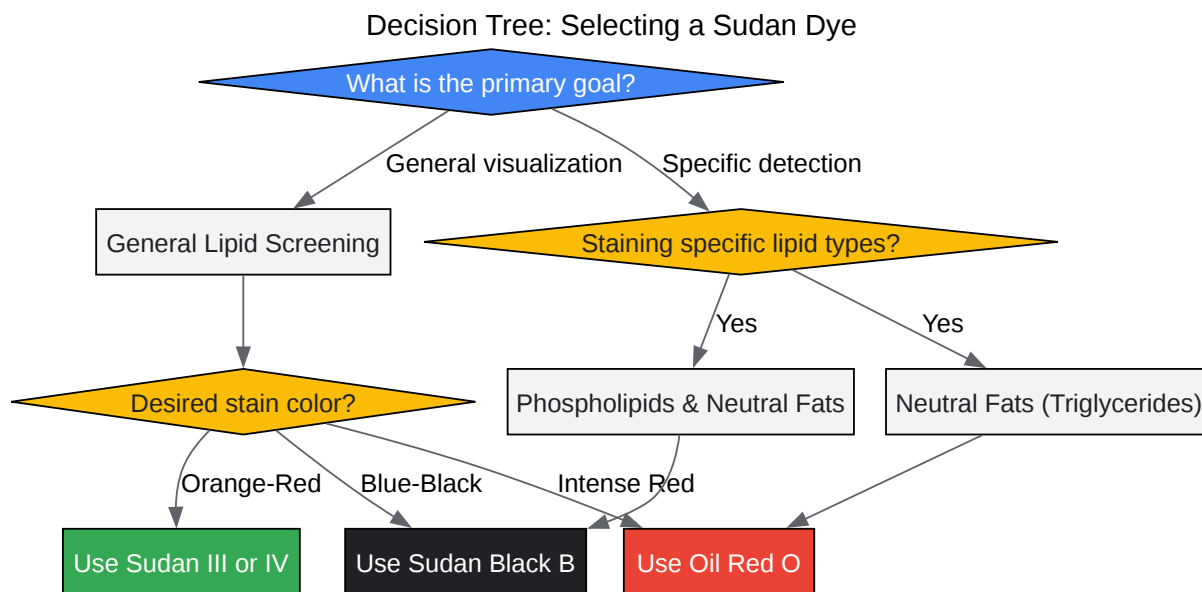 Decision Tree: Selecting a Sudan Dye
What is the primary goal?
General visualization
Specific detection
General Lipid Screening
Staining specific lipid types?
Yes
Yes
Desired stain color?
Phospholipids & Neutral Fats
Neutral Fats (Triglycerides)
Orange-Red
Blue-Black
Intense Red
Use Sudan III or IV
Use Sudan Black B
Use Oil Red O